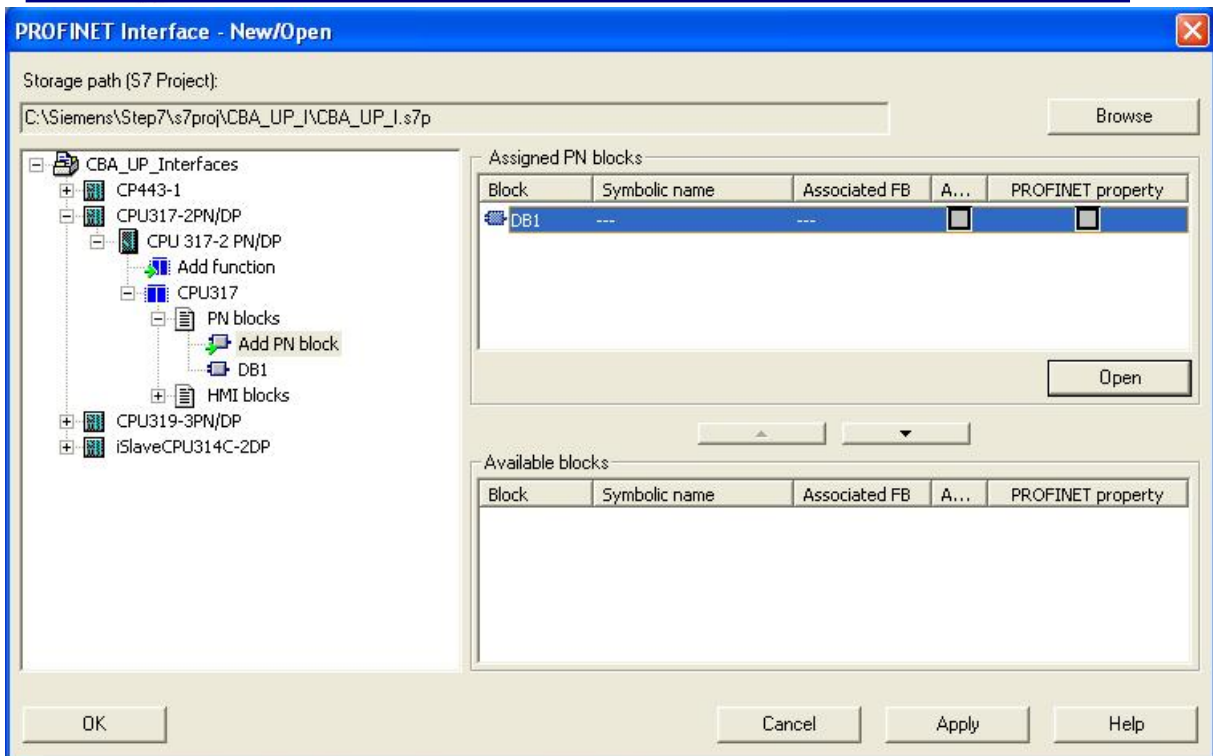 PROFINET Interface - New/Open
Storage path (S7 Project):
C:\Siemens\Step7\s7proj\CBA_UP_I\CBA_UP_I.s7p
Browse
CBA_UP_Interfaces
CP443-1
CPU317-2PN/DP
CPU 317-2 PN/DP
Add function
CPU317
PN blocks
Add PN block
DB1
HMI blocks
CPU319-3PN/DP
iSlaveCPU314C-2DP
Assigned PN blocks
Block Symbolic name Associated FB A... PROFINET property
DB1 --- ---
Open
Available blocks
Block Symbolic name Associated FB A... PROFINET property
OK Cancel Apply Help